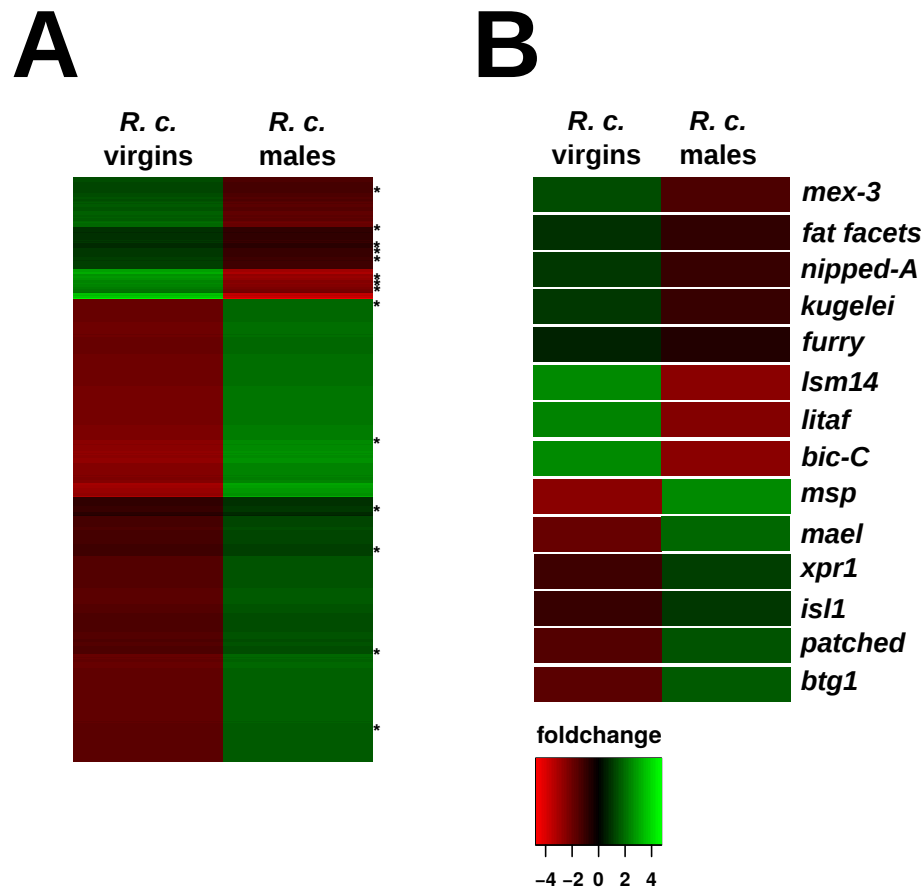 A
B
R. c.
virgins
R. c.
males
*
*
*
*
*
*
*
*
*
*
*
*
*
*
R. c.
virgins
R. c.
males
mex-3
fat facets
nipped-A
kugelei
furry
lsm14
litaf
bic-C
msp
mael
xpr1
isl1
patched
btg1
foldchange
−4 −2 0 2 4